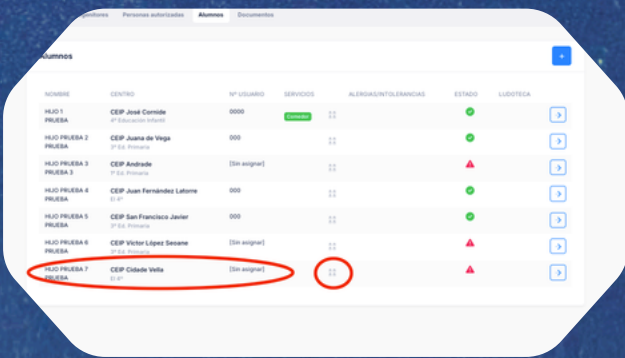 genitores Personas autorizadas Alumnos Documentos
Alumnos
+
NOMBRE CENTRO Nº USUARIO SERVICIOS ALERGIAS/INTOLERANCIAS ESTADO LUDOTECA
HIJO 1 CEIP José Cornide 0000
PRUEBA 4º Educación Infantil Comedor
HIJO PRUEBA 2 CEIP Juana de Vega 000
PRUEBA 3º Ed. Primaria
HIJO PRUEBA 3 CEIP Andrade [Sin asignar]
PRUEBA 3 1º Ed. Primaria
HIJO PRUEBA 4 CEIP Juan Fernández Latorre 000
PRUEBA EI 4º
HIJO PRUEBA 5 CEIP San Francisco Javier 000
PRUEBA 3º Ed. Primaria
HIJO PRUEBA 6 CEIP Víctor López Seoane [Sin asignar]
PRUEBA 3º Ed. Primaria
HIJO PRUEBA 7 CEIP Cidade Vella [Sin asignar]
PRUEBA EI 4º